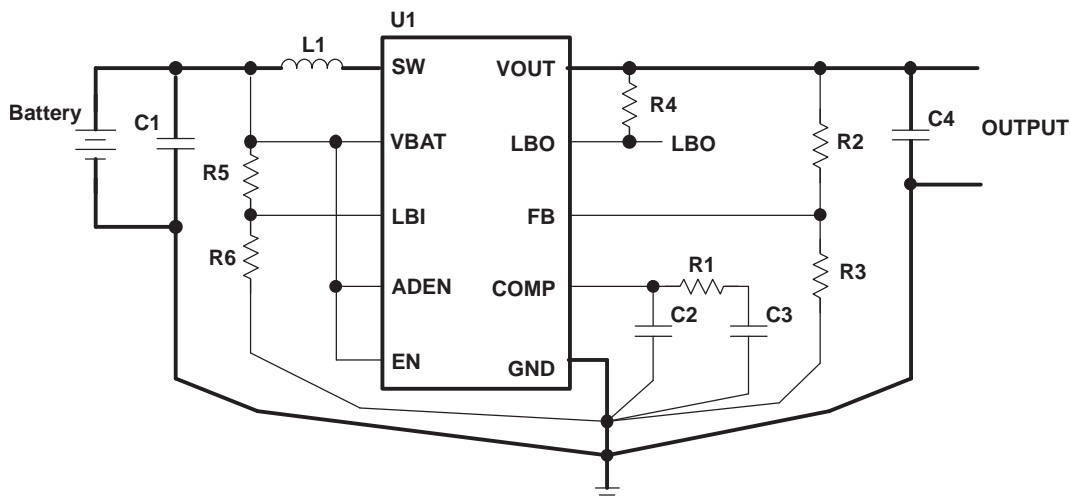 U1
L1
SW
VOUT
Battery
C1
R4
C4
OUTPUT
VBAT
LBO
LBO
R2
R5
LBI
FB
R6
R1
R3
ADEN
COMP
C2
C3
EN
GND